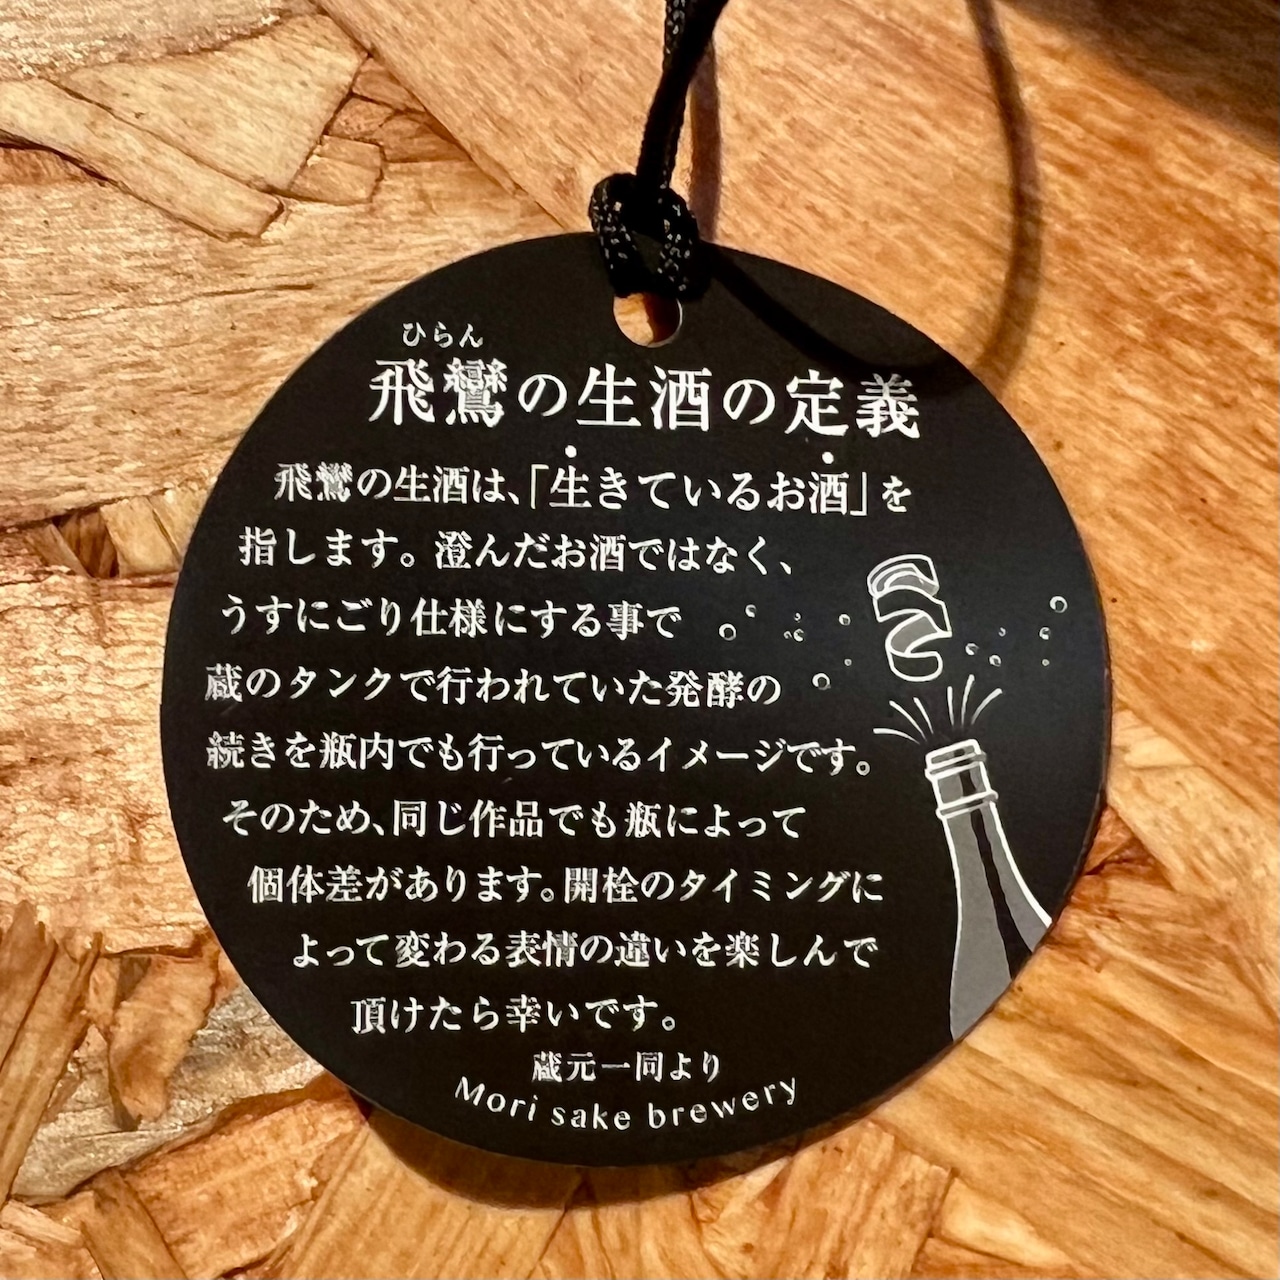 ひらん
飛鸞の生酒の定義
飛鸞の生酒は、「生きているお酒」を
指します。澄んだお酒ではなく、
うすにごり仕様にする事で
蔵のタンクで行われていた発酵の
続きを瓶内でも行っているイメージです。
そのため、同じ作品でも瓶によって
個体差があります。開栓のタイミングに
よって変わる表情の違いを楽しんで
頂けたら幸いです。
蔵元一同より
Mori sake brewery